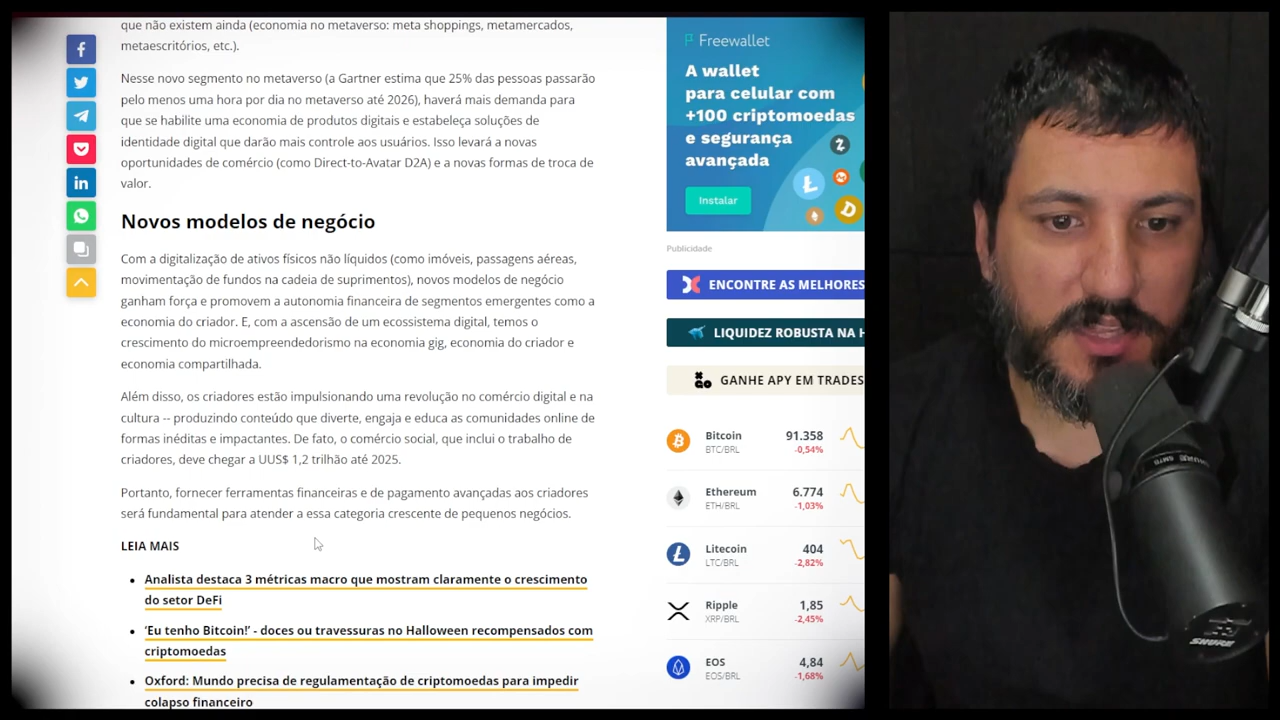 que não existem ainda (economia no metaverso: meta shoppings, metamercados,
metaescritórios, etc.).
Nesse novo segmento no metaverso (a Gartner estima que 25% das pessoas passarão
pelo menos uma hora por dia no metaverso até 2026), haverá mais demanda para
que se habilite uma economia de produtos digitais e estabeleça soluções de
identidade digital que darão mais controle aos usuários. Isso levará a novas
oportunidades de comércio (como Direct-to-Avatar D2A) e a novas formas de troca de
valor.
Novos modelos de negócio
Com a digitalização de ativos físicos não líquidos (como imóveis, passagens aéreas,
movimentação de fundos na cadeia de suprimentos), novos modelos de negócio
ganham força e promovem a autonomia financeira de segmentos emergentes como a
economia do criador. E, com a ascensão de um ecossistema digital, temos o
crescimento do microempreendedorismo na economia gig, economia do criador e
economia compartilhada.
Além disso, os criadores estão impulsionando uma revolução no comércio digital e na
cultura -- produzindo conteúdo que diverte, engaja e educa as comunidades online de
formas inéditas e impactantes. De fato, o comércio social, que inclui o trabalho de
criadores, deve chegar a UUS$ 1,2 trilhão até 2025.
Portanto, fornecer ferramentas financeiras e de pagamento avançadas aos criadores
será fundamental para atender a essa categoria crescente de pequenos negócios.
LEIA MAIS
Analista destaca 3 métricas macro que mostram claramente o crescimento
do setor DeFi
‘Eu tenho Bitcoin!’ - doces ou travessuras no Halloween recompensados com
criptomoedas
Oxford: Mundo precisa de regulamentação de criptomoedas para impedir
colapso financeiro
Freewallet
A wallet
para celular com
+100 criptomoedas
e segurança
avançada
Instalar
Publicidade
ENCONTRE AS MELHORES
LIQUIDEZ ROBUSTA NA H
GANHE APY EM TRADES
Bitcoin 91.358
BTC/BRL -0,54%
Ethereum 6.774
ETH/BRL -1,03%
Litecoin 404
LTC/BRL -2,82%
Ripple 1,85
XRP/BRL -2,45%
EOS 4,84
EOS/BRL -1,68%
SHURE